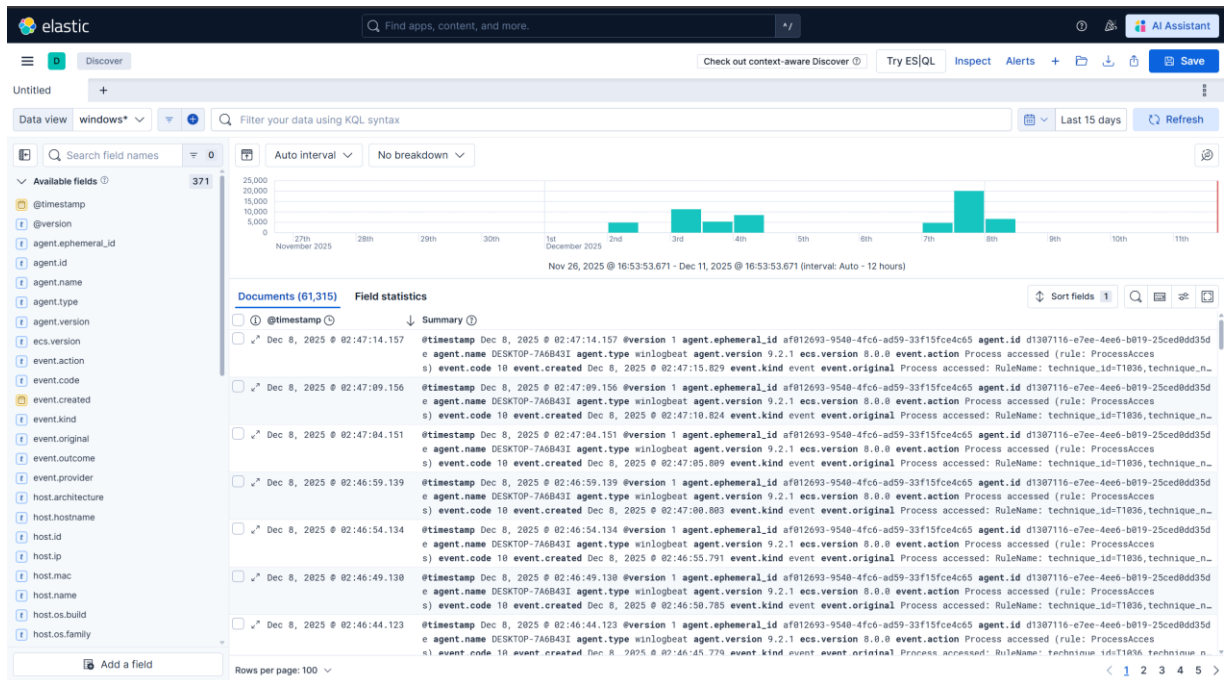 elastic
Find apps, content, and more.
^/
AI Assistant
D
Discover
Check out context-aware Discover
Try ES|QL
Inspect
Alerts
Save
Untitled
Data view
windows*
Filter your data using KQL syntax
Last 15 days
Refresh
Search field names
0
Auto interval
No breakdown
Available fields
371
@timestamp
@version
agent.ephemeral_id
agent.id
agent.name
agent.type
agent.version
ecs.version
event.action
event.code
event.created
event.kind
event.original
event.outcome
event.provider
host.architecture
host.hostname
host.id
host.ip
host.mac
host.name
host.os.build
host.os.family
Add a field
25,000
20,000
15,000
10,000
5,000
0
27th
November 2025
28th
29th
30th
1st
December 2025
2nd
3rd
4th
5th
6th
7th
8th
9th
10th
11th
Nov 26, 2025 @ 16:53:53.671 - Dec 11, 2025 @ 16:53:53.671 (interval: Auto - 12 hours)
Documents (61,315)
Field statistics
Sort fields
1
@timestamp
Summary
Dec 8, 2025 @ 02:47:14.157
@timestamp Dec 8, 2025 @ 02:47:14.157 @version 1 agent.ephemeral_id af012693-9540-4fc6-ad59-33f15fce4c65 agent.id d1307116-e7ee-4ee6-b019-25ced0dd35d
e agent.name DESKTOP-7A6B43I agent.type winlogbeat agent.version 9.2.1 ecs.version 8.0.0 event.action Process accessed (rule: ProcessAcces
s) event.code 10 event.created Dec 8, 2025 @ 02:47:15.829 event.kind event event.original Process accessed: RuleName: technique_id=T1036,technique_n…
Dec 8, 2025 @ 02:47:09.156
@timestamp Dec 8, 2025 @ 02:47:09.156 @version 1 agent.ephemeral_id af012693-9540-4fc6-ad59-33f15fce4c65 agent.id d1307116-e7ee-4ee6-b019-25ced0dd35d
e agent.name DESKTOP-7A6B43I agent.type winlogbeat agent.version 9.2.1 ecs.version 8.0.0 event.action Process accessed (rule: ProcessAcces
s) event.code 10 event.created Dec 8, 2025 @ 02:47:10.824 event.kind event event.original Process accessed: RuleName: technique_id=T1036,technique_n…
Dec 8, 2025 @ 02:47:04.151
@timestamp Dec 8, 2025 @ 02:47:04.151 @version 1 agent.ephemeral_id af012693-9540-4fc6-ad59-33f15fce4c65 agent.id d1307116-e7ee-4ee6-b019-25ced0dd35d
e agent.name DESKTOP-7A6B43I agent.type winlogbeat agent.version 9.2.1 ecs.version 8.0.0 event.action Process accessed (rule: ProcessAcces
s) event.code 10 event.created Dec 8, 2025 @ 02:47:05.809 event.kind event event.original Process accessed: RuleName: technique_id=T1036,technique_n…
Dec 8, 2025 @ 02:46:59.139
@timestamp Dec 8, 2025 @ 02:46:59.139 @version 1 agent.ephemeral_id af012693-9540-4fc6-ad59-33f15fce4c65 agent.id d1307116-e7ee-4ee6-b019-25ced0dd35d
e agent.name DESKTOP-7A6B43I agent.type winlogbeat agent.version 9.2.1 ecs.version 8.0.0 event.action Process accessed (rule: ProcessAcces
s) event.code 10 event.created Dec 8, 2025 @ 02:47:00.803 event.kind event event.original Process accessed: RuleName: technique_id=T1036,technique_n…
Dec 8, 2025 @ 02:46:54.134
@timestamp Dec 8, 2025 @ 02:46:54.134 @version 1 agent.ephemeral_id af012693-9540-4fc6-ad59-33f15fce4c65 agent.id d1307116-e7ee-4ee6-b019-25ced0dd35d
e agent.name DESKTOP-7A6B43I agent.type winlogbeat agent.version 9.2.1 ecs.version 8.0.0 event.action Process accessed (rule: ProcessAcces
s) event.code 10 event.created Dec 8, 2025 @ 02:46:55.791 event.kind event event.original Process accessed: RuleName: technique_id=T1036,technique_n…
Dec 8, 2025 @ 02:46:49.130
@timestamp Dec 8, 2025 @ 02:46:49.130 @version 1 agent.ephemeral_id af012693-9540-4fc6-ad59-33f15fce4c65 agent.id d1307116-e7ee-4ee6-b019-25ced0dd35d
e agent.name DESKTOP-7A6B43I agent.type winlogbeat agent.version 9.2.1 ecs.version 8.0.0 event.action Process accessed (rule: ProcessAcces
s) event.code 10 event.created Dec 8, 2025 @ 02:46:50.785 event.kind event event.original Process accessed: RuleName: technique_id=T1036,technique_n…
Dec 8, 2025 @ 02:46:44.123
@timestamp Dec 8, 2025 @ 02:46:44.123 @version 1 agent.ephemeral_id af012693-9540-4fc6-ad59-33f15fce4c65 agent.id d1307116-e7ee-4ee6-b019-25ced0dd35d
e agent.name DESKTOP-7A6B43I agent.type winlogbeat agent.version 9.2.1 ecs.version 8.0.0 event.action Process accessed (rule: ProcessAcces
s) event.code 10 event.created Dec 8, 2025 @ 02:46:45.779 event.kind event event.original Process accessed: RuleName: technique_id=T1036,technique_n…
Rows per page: 100
1 2 3 4 5